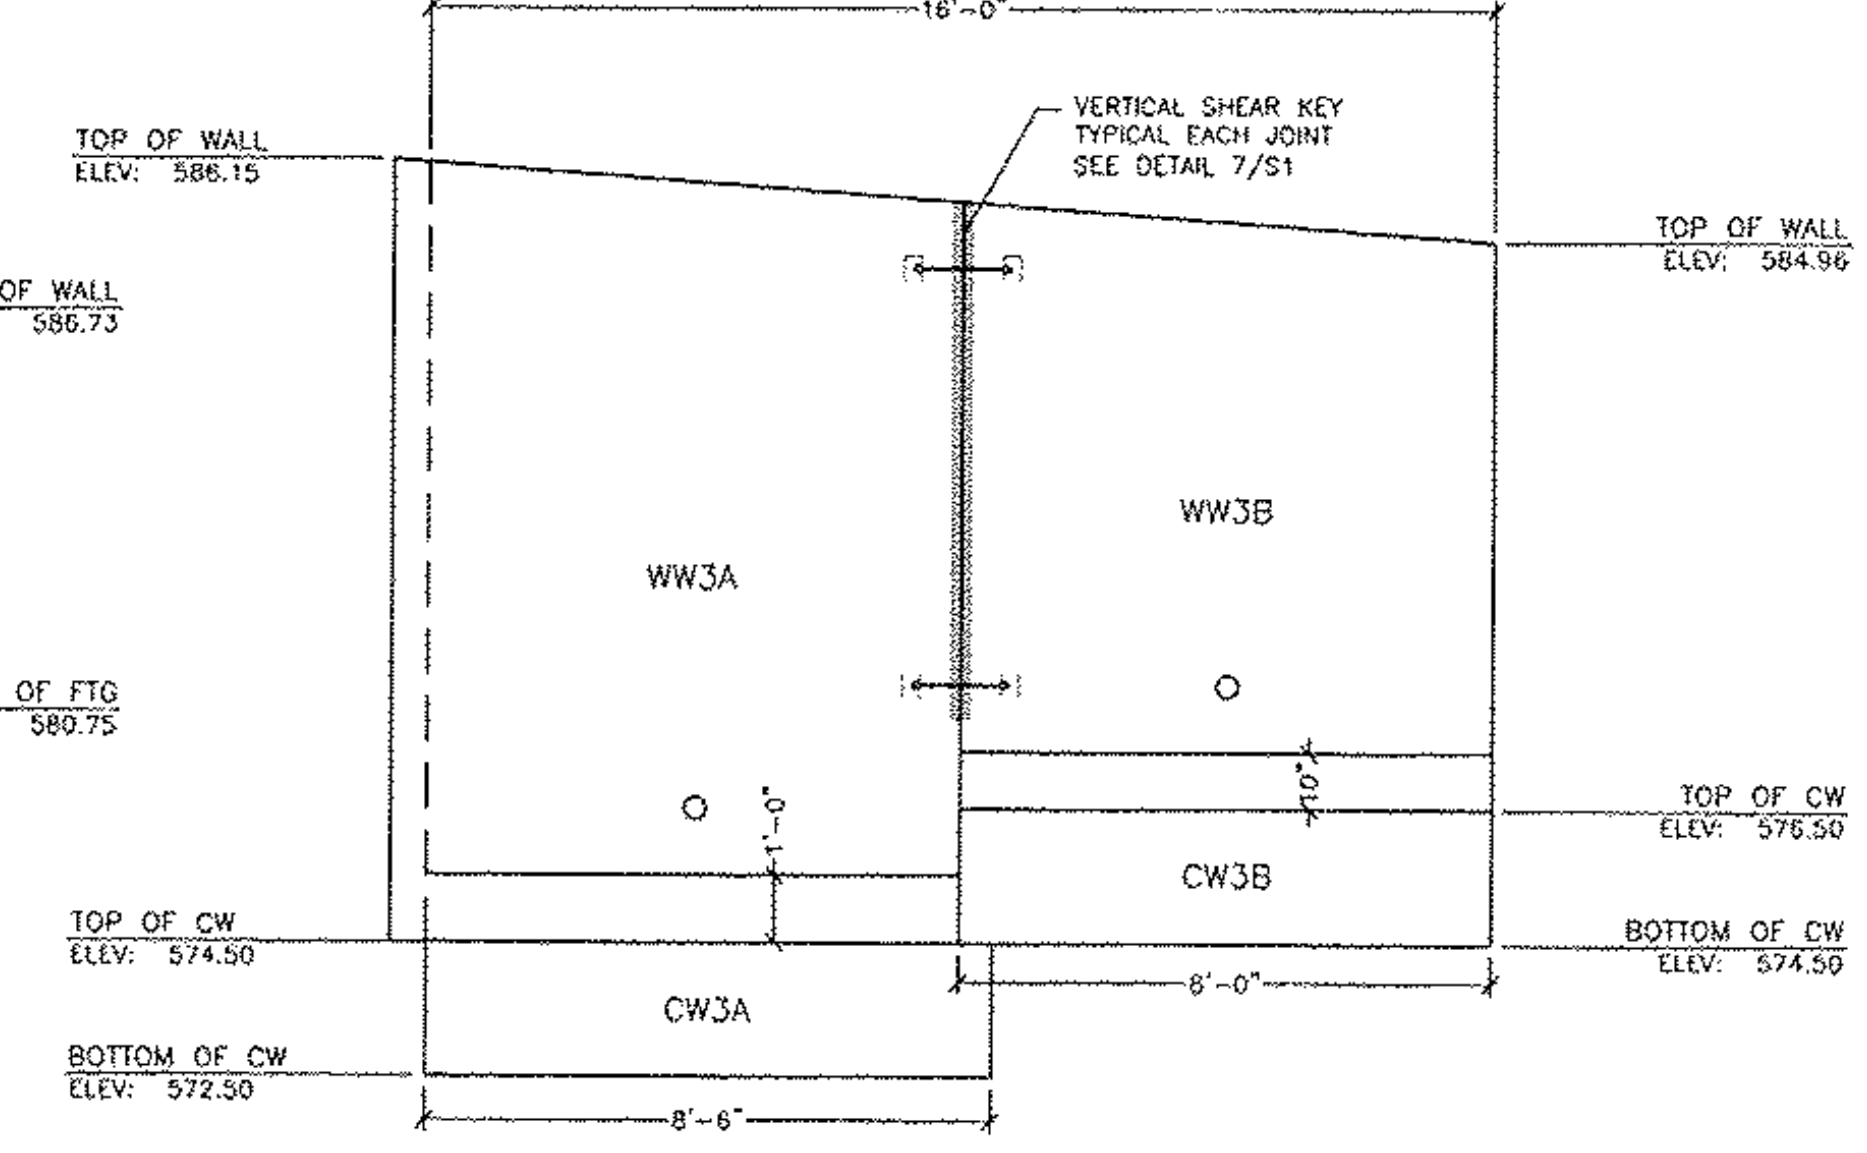 16'-0"
VERTICAL SHEAR KEY
TYPICAL EACH JOINT
SEE DETAIL 7/S1
TOP OF WALL
ELEV: 586.15
TOP OF WALL
ELEV: 584.96
OF WALL
586.73
WW3B
WW3A
OF FTG
580.75
1'-0"
10"
TOP OF CW
ELEV: 576.50
CW3B
TOP OF CW
ELEV: 574.50
BOTTOM OF CW
ELEV: 574.50
8'-0"
CW3A
BOTTOM OF CW
ELEV: 572.50
8'-6"